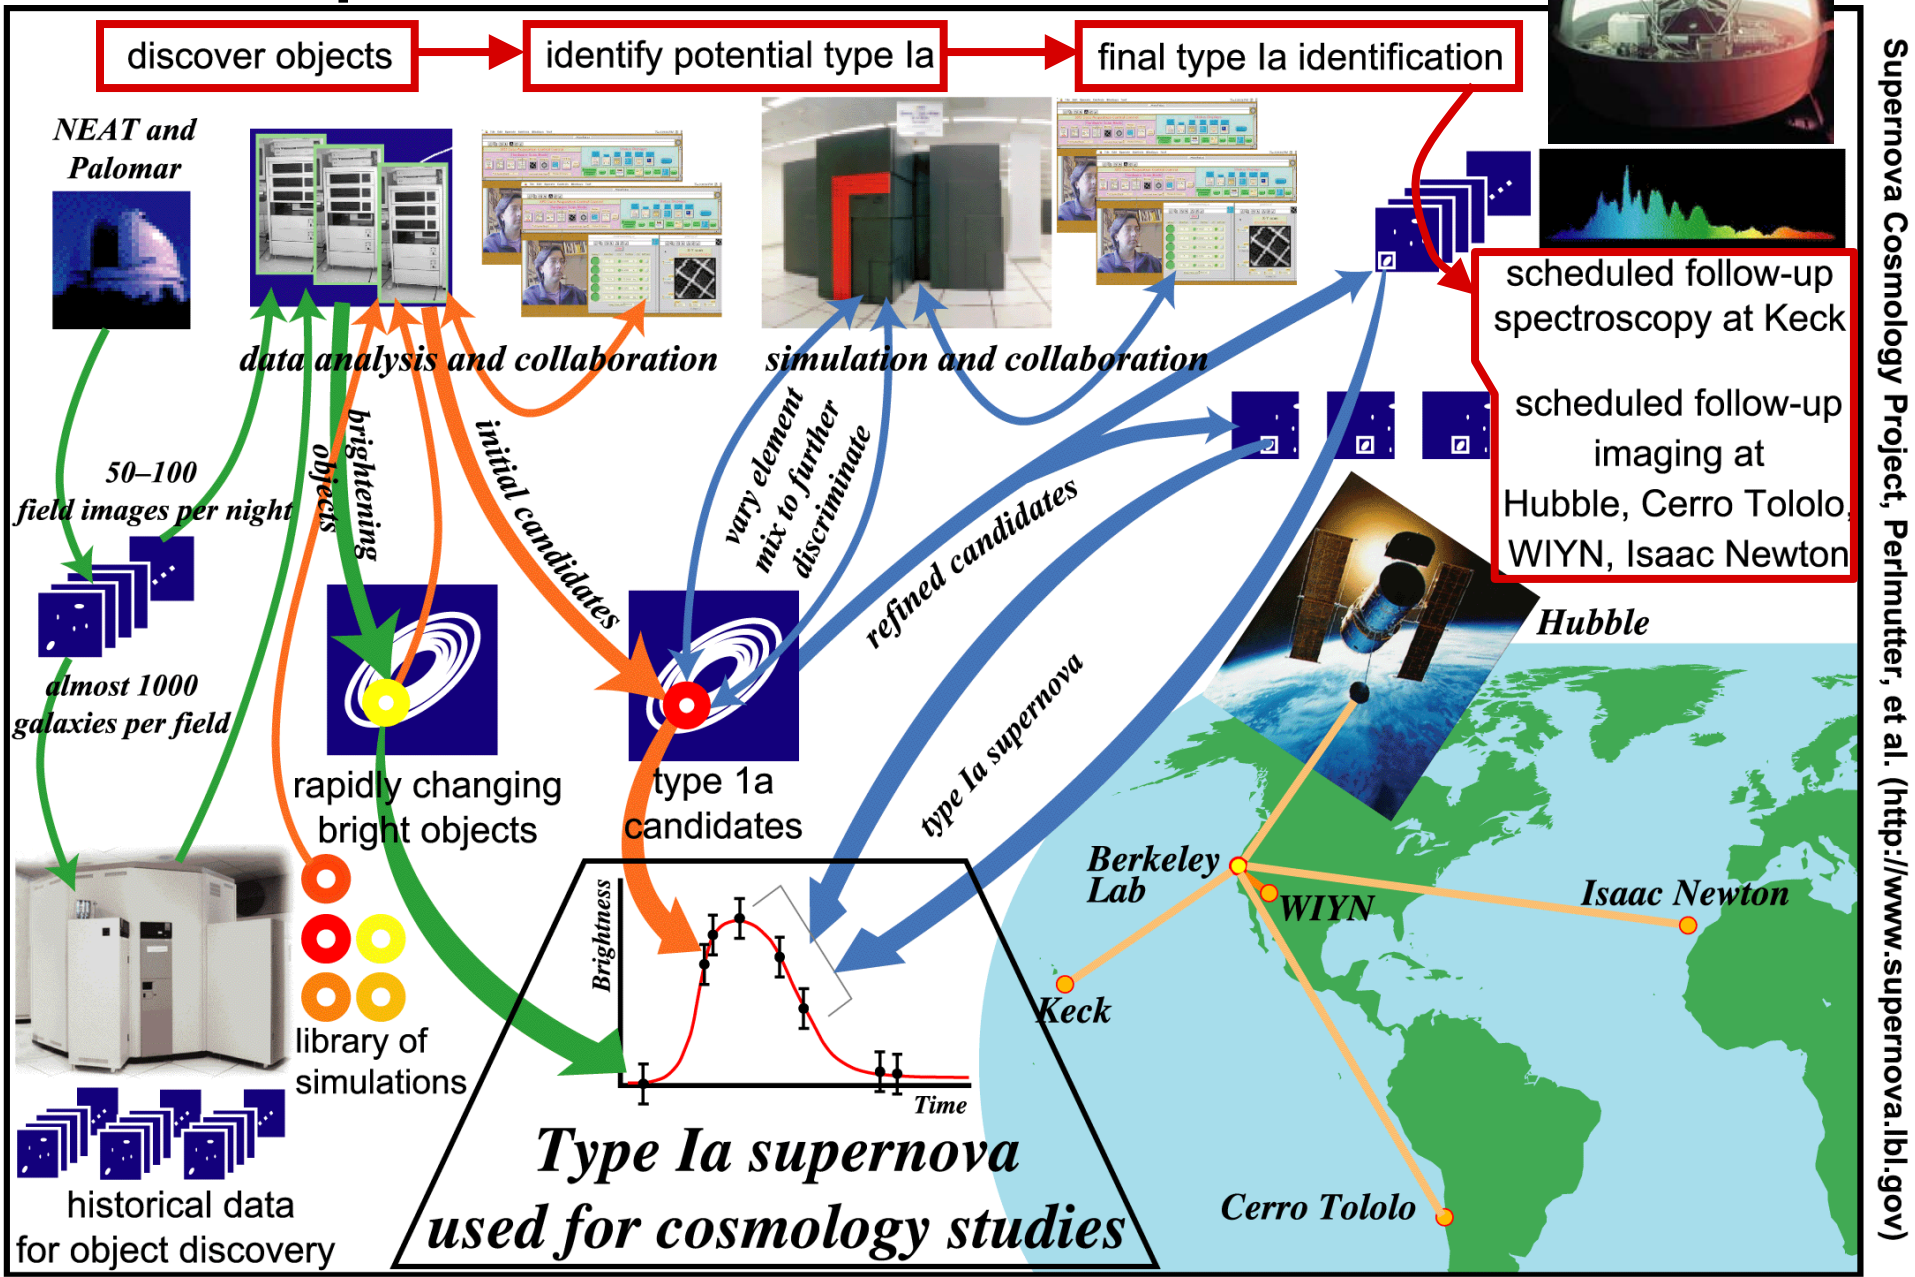 discover objects
identify potential type Ia
final type Ia identification
NEAT and
Palomar
data analysis and collaboration
simulation and collaboration
scheduled follow-up
spectroscopy at Keck
scheduled follow-up
imaging at
Hubble, Cerro Tololo,
WIYN, Isaac Newton
50–100
field images per night
almost 1000
galaxies per field
brightening
objects
initial candidates
vary element
mix to further
discriminate
refined candidates
type Ia supernova
rapidly changing
bright objects
type 1a
candidates
library of
simulations
historical data
for object discovery
Brightness
Time
Type Ia supernova
used for cosmology studies
Hubble
Berkeley
Lab
WIYN
Isaac Newton
Keck
Cerro Tololo
Supernova Cosmology Project, Perlmutter, et al. (http://www.supernova.lbl.gov)